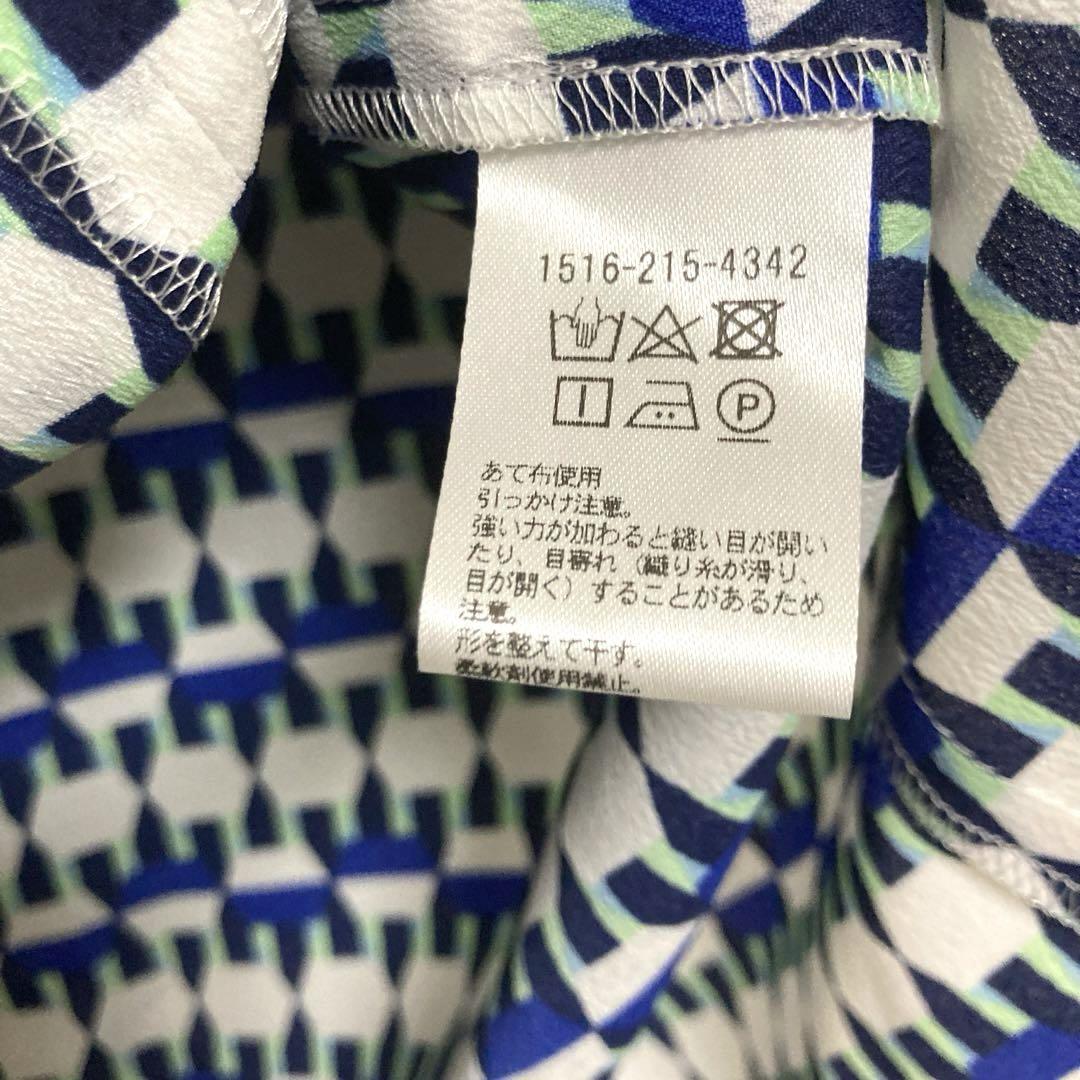 1516-215-4342
P
あて布使用
引っかけ注意。
強い力が加わると縫い目が開い
たり、目寄れ（織り糸が滑り、
目が開く）することがあるため
注意。
形を整えて干す。
柔軟剤使用禁止。